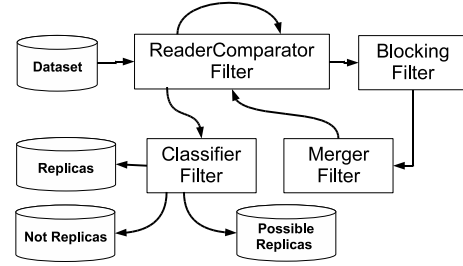 Dataset
ReaderComparator
Filter
Blocking
Filter
Replicas
Classifier
Filter
Merger
Filter
Not Replicas
Possible
Replicas